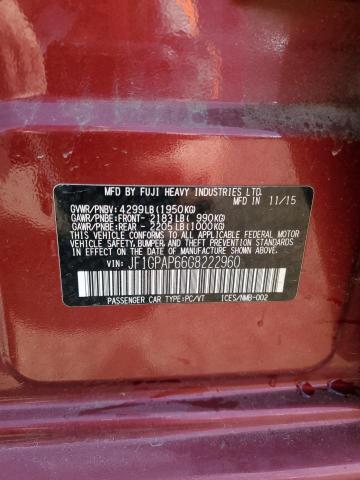 MFD BY FUJI HEAVY INDUSTRIES LTD.
MFD IN 11/15
GVWR/PNBV: 4299LB(1950KG)
GAWR/PNBE:FRONT- 2183LB( 990KG)
GAWR/PNBE:REAR - 2205LB(1000KG)
THIS VEHICLE CONFORMS TO ALL APPLICABLE FEDERAL MOTOR
VEHICLE SAFETY, BUMPER, AND THEFT PREVENTION STANDARDS
IN EFFECT ON THE DATE OF MANUFACTURE SHOWN ABOVE.
VIN: JF1GPAP66G8222960
PASSENGER CAR TYPE:PC/VT ICES/NMB-002